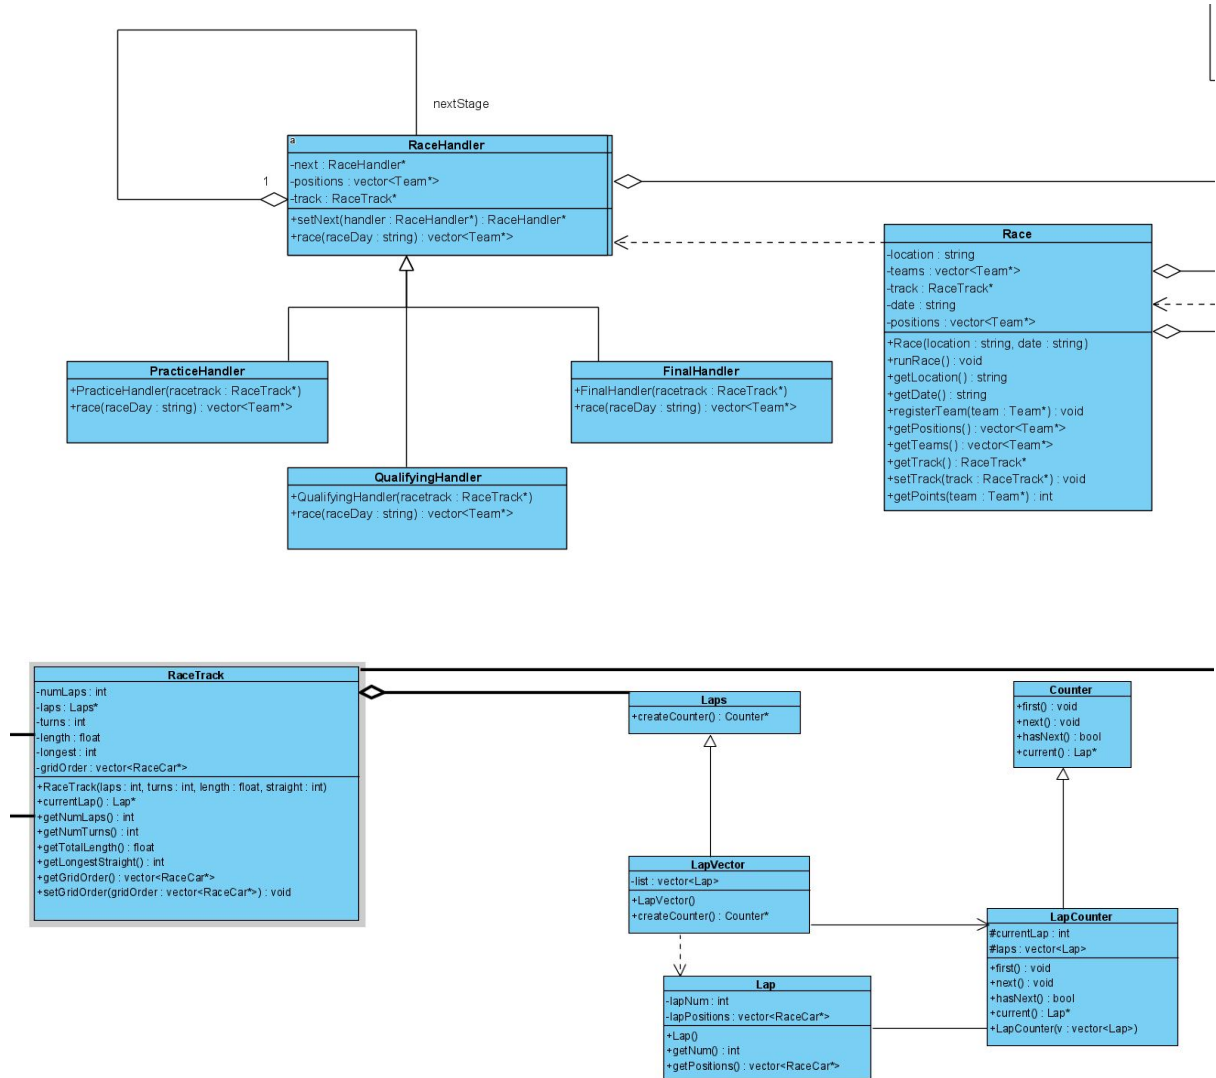 nextStage
a
RaceHandler
-next : RaceHandler*
-positions : vector<Team*>
-track : RaceTrack*
+setNext(handler : RaceHandler*) : RaceHandler*
+race(raceDay : string) : vector<Team*>
1
Race
-location : string
-teams : vector<Team*>
-track : RaceTrack*
-date : string
-positions : vector<Team*>
+Race(location : string, date : string)
+runRace() : void
+getLocation() : string
+getDate() : string
+registerTeam(team : Team*) : void
+getPositions() : vector<Team*>
+getTeams() : vector<Team*>
+getTrack() : RaceTrack*
+setTrack(track : RaceTrack*) : void
+getPoints(team : Team*) : int
PracticeHandler
+PracticeHandler(racetrack : RaceTrack*)
+race(raceDay : string) : vector<Team*>
FinalHandler
+FinalHandler(racetrack : RaceTrack*)
+race(raceDay : string) : vector<Team*>
QualifyingHandler
+QualifyingHandler(racetrack : RaceTrack*)
+race(raceDay : string) : vector<Team*>
RaceTrack
-numLaps : int
-laps : Laps*
-turns : int
-length : float
-longest : int
-gridOrder : vector<RaceCar*>
+RaceTrack(laps : int, turns : int, length : float, straight : int)
+currentLap() : Lap*
+getNumLaps() : int
+getNumTurns() : int
+getTotalLength() : float
+getLongestStraight() : int
+getGridOrder() : vector<RaceCar*>
+setGridOrder(gridOrder : vector<RaceCar*>) : void
Laps
+createCounter() : Counter*
Counter
+first() : void
+next() : void
+hasNext() : bool
+current() : Lap*
LapVector
-list : vector<Lap>
+LapVector()
+createCounter() : Counter*
LapCounter
#currentLap : int
#laps : vector<Lap>
+first() : void
+next() : void
+hasNext() : bool
+current() : Lap*
+LapCounter(v : vector<Lap>)
Lap
-lapNum : int
-lapPositions : vector<RaceCar*>
+Lap()
+getNum() : int
+getPositions() : vector<RaceCar*>